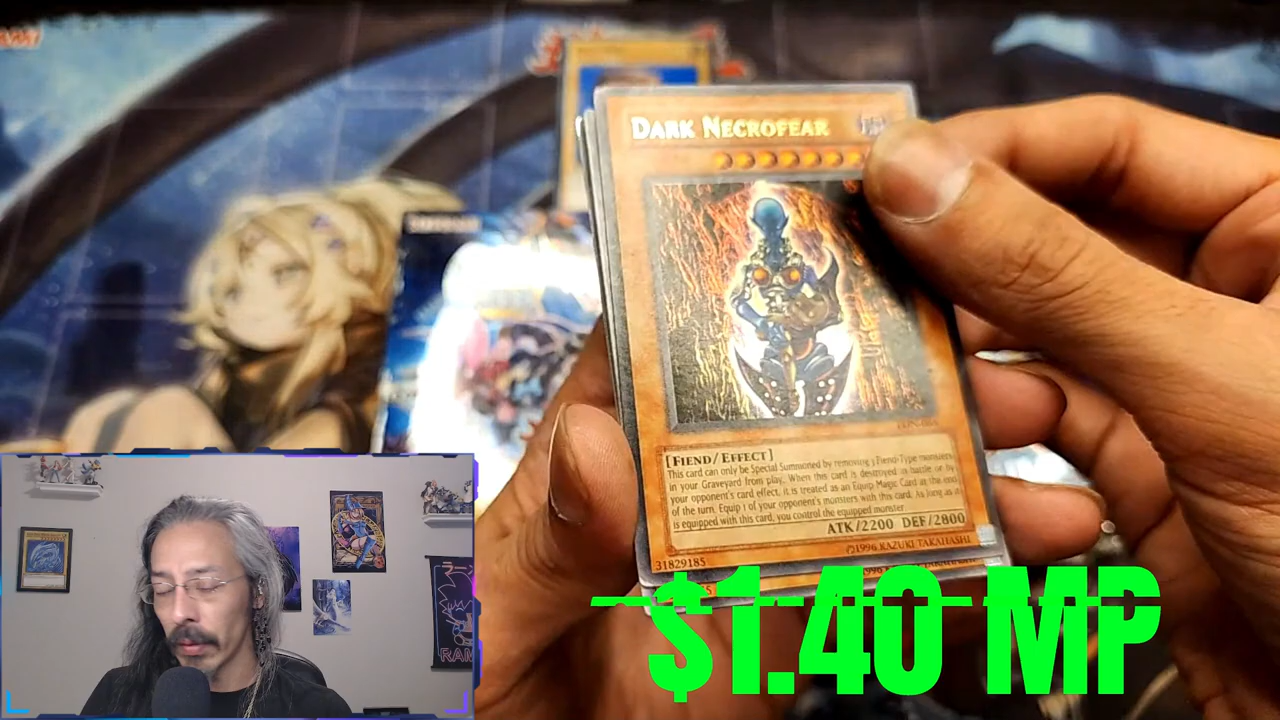 DARK NECROFEAR
[FIEND/EFFECT]
This card can only be Special Summoned by removing 3 Fiend-Type monsters
in your Graveyard from play. When this card is destroyed in battle or by
your opponent's card effect, it is treated as an Equip Magic Card at the end
of the turn. Equip 1 of your opponent's monsters with this card. As long as it
is equipped with this card, you control the equipped monster.
ATK/2200 DEF/2800
31829185
©1996 KAZUKI TAKAHASHI
$1.40 MP
RAM